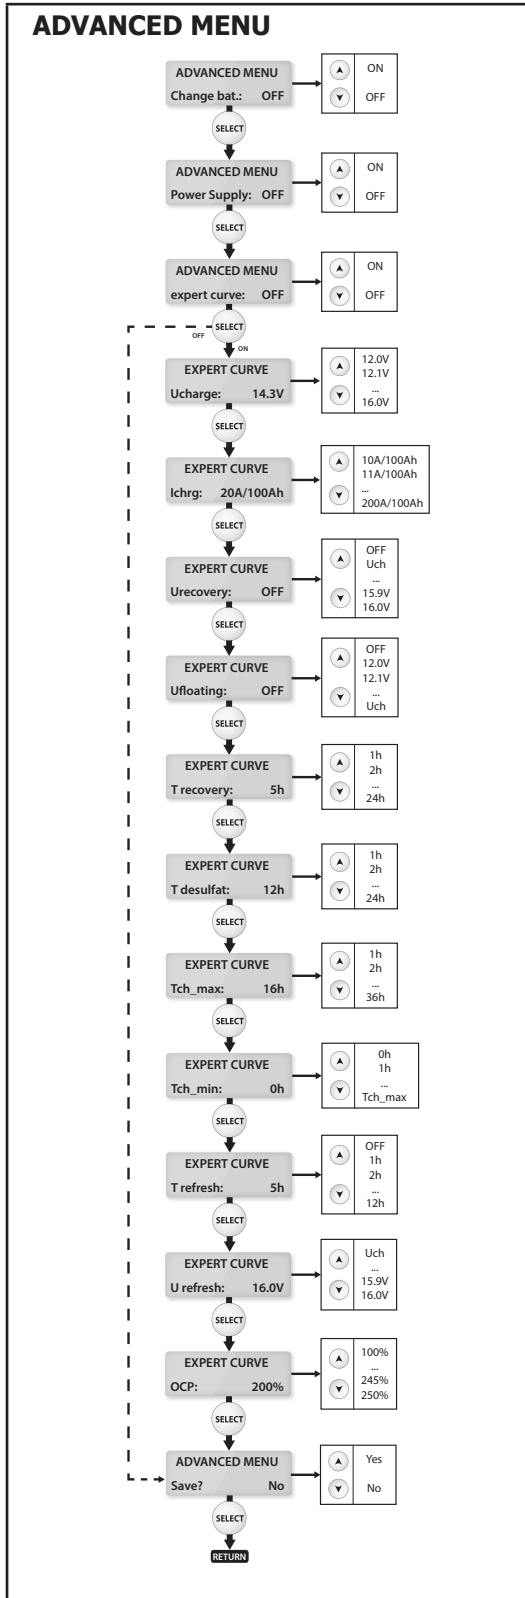 ADVANCED MENU
ADVANCED MENU
Change bat.: OFF
ON
OFF
SELECT
ADVANCED MENU
Power Supply: OFF
ON
OFF
SELECT
ADVANCED MENU
expert curve: OFF
ON
OFF
SELECT
OFF
ON
EXPERT CURVE
Ucharge: 14.3V
12.0V
12.1V
...
16.0V
SELECT
EXPERT CURVE
Ichrg: 20A/100Ah
10A/100Ah
11A/100Ah
...
200A/100Ah
SELECT
EXPERT CURVE
Urecovery: OFF
OFF
Uch
...
15.9V
16.0V
SELECT
EXPERT CURVE
Ufloating: OFF
OFF
12.0V
12.1V
...
Uch
SELECT
EXPERT CURVE
T recovery: 5h
1h
2h
...
24h
SELECT
EXPERT CURVE
T desulfat: 12h
1h
2h
...
24h
SELECT
EXPERT CURVE
Tch_max: 16h
1h
2h
...
36h
SELECT
EXPERT CURVE
Tch_min: 0h
0h
1h
...
Tch_max
SELECT
EXPERT CURVE
T refresh: 5h
OFF
1h
2h
...
12h
SELECT
EXPERT CURVE
U refresh: 16.0V
Uch
...
15.9V
16.0V
SELECT
EXPERT CURVE
OCP: 200%
100%
...
245%
250%
SELECT
ADVANCED MENU
Save? No
Yes
No
SELECT
RETURN